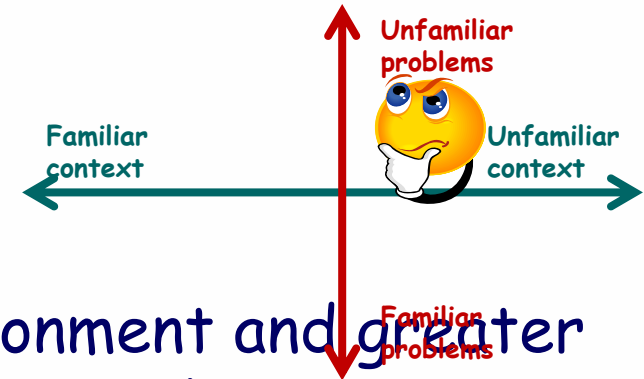 Unfamiliar
problems
Familiar
context
Unfamiliar
context
Familiar
problems
onment and greater